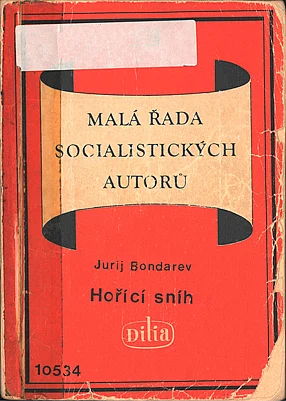 MALÁ ŘADA
SOCIALISTICKÝCH
AUTORŮ
Jurij Bondarev
Hořící sníh
Dilia
10534